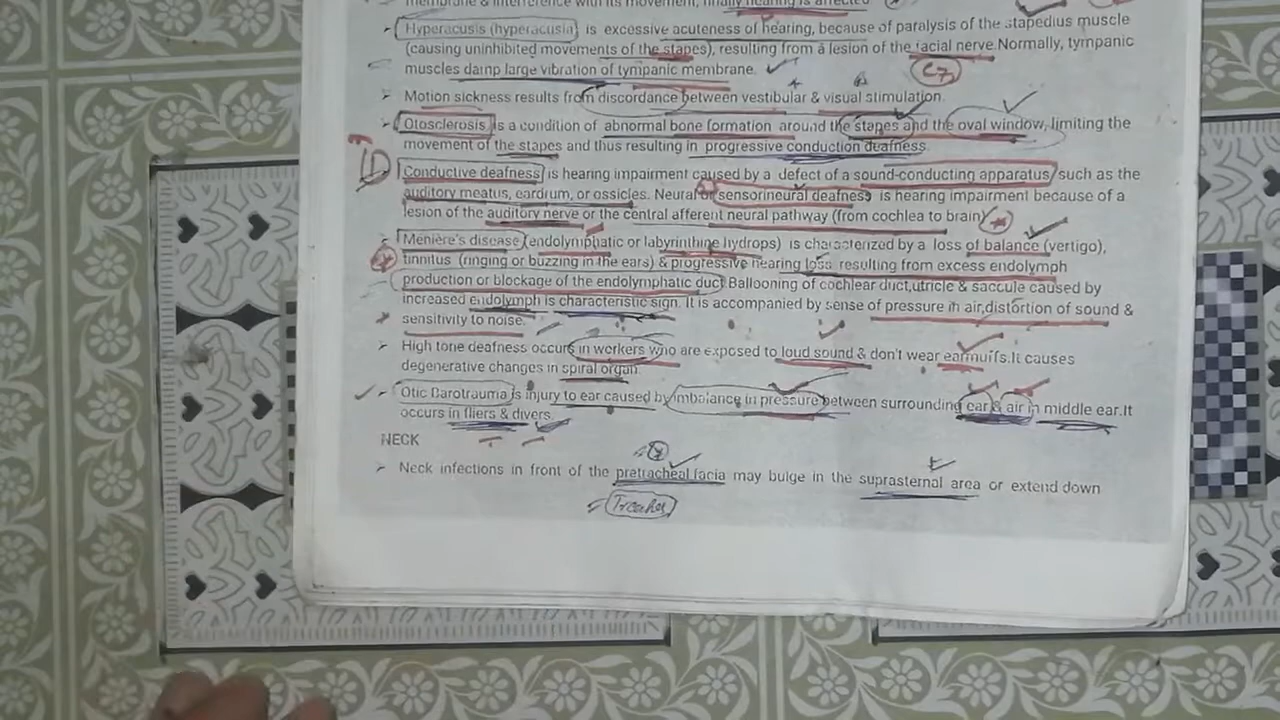 membrane & interference with its movement, finally hearing is affected
Hyperacusis (hyperacusia) is excessive acuteness of hearing, because of paralysis of the stapedius muscle
(causing uninhibited movements of the stapes), resulting from a lesion of the facial nerve.Normally, tympanic
muscles damp large vibration of tympanic membrane.
C7
Motion sickness results from discordance between vestibular & visual stimulation.
Otosclerosis is a condition of abnormal bone formation around the stapes and the oval window, limiting the
movement of the stapes and thus resulting in progressive conduction deafness.
Conductive deafness is hearing impairment caused by a defect of a sound-conducting apparatus such as the
auditory meatus, eardrum, or ossicles. Neural or sensorineural deafness is hearing impairment because of a
lesion of the auditory nerve or the central afferent neural pathway (from cochlea to brain)
Meniere's disease (endolymphatic or labyrinthine hydrops) is characterized by a loss of balance (vertigo),
tinnitus (ringing or buzzing in the ears) & progressive hearing loss resulting from excess endolymph
production or blockage of the endolymphatic duct. Ballooning of cochlear duct,utricle & saccule caused by
increased endolymph is characteristic sign. It is accompanied by sense of pressure in air,distortion of sound &
sensitivity to noise.
High tone deafness occurs in workers who are exposed to loud sound & don't wear earmuffs.It causes
degenerative changes in spiral organ.
Otic Barotrauma is injury to ear caused by imbalance in pressure between surrounding ear & air in middle ear.It
occurs in fliers & divers.
NECK
Neck infections in front of the pretracheal facia may bulge in the suprasternal area or extend down